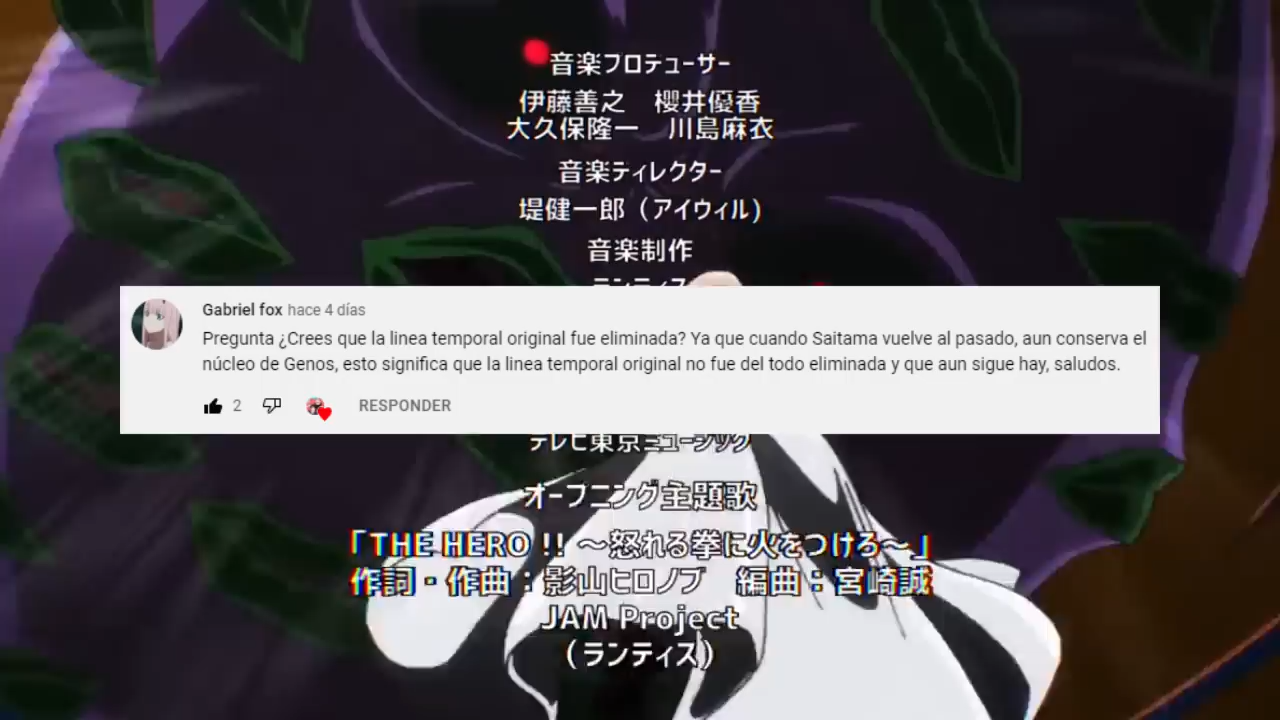 音楽プロデューサー
伊藤善之　櫻井優香
大久保隆一　川島麻衣
音楽ディレクター
堤健一郎（アイウィル）
音楽制作
ランティス
Gabriel fox hace 4 días
Pregunta ¿Crees que la linea temporal original fue eliminada? Ya que cuando Saitama vuelve al pasado, aun conserva el
núcleo de Genos, esto significa que la linea temporal original no fue del todo eliminada y que aun sigue hay, saludos.
2 RESPONDER
テレビ東京ミュージック
オープニング主題歌
「THE HERO !! ～怒れる拳に火をつけろ～」
作詞・作曲：影山ヒロノブ　編曲：宮崎誠
JAM Project
（ランティス）